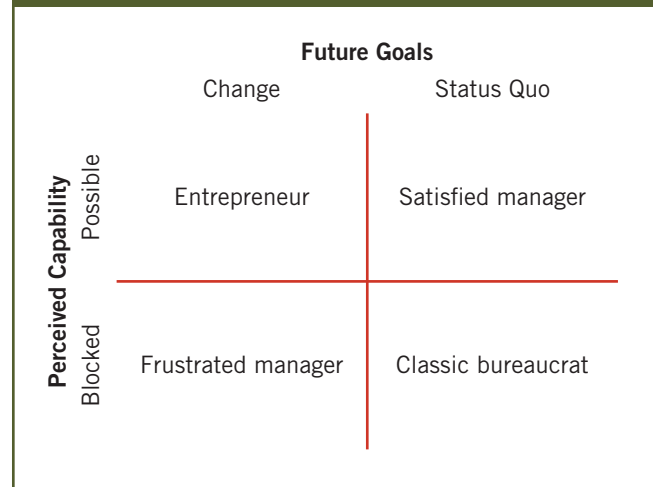 Future Goals
Change Status Quo
Perceived Capability
Possible
Entrepreneur Satisfied manager
Blocked
Frustrated manager Classic bureaucrat